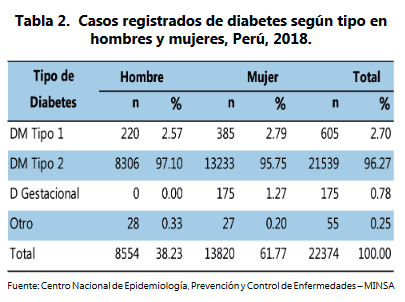 Tabla 2. Casos registrados de diabetes según tipo en
hombres y mujeres, Perú, 2018.
Tipo de Diabetes Hombre Mujer Total
n % n % n %
DM Tipo 1 220 2.57 385 2.79 605 2.70
DM Tipo 2 8306 97.10 13233 95.75 21539 96.27
D Gestacional 0 0.00 175 1.27 175 0.78
Otro 28 0.33 27 0.20 55 0.25
Total 8554 38.23 13820 61.77 22374 100.00
Fuente: Centro Nacional de Epidemiología, Prevención y Control de Enfermedades – MINSA